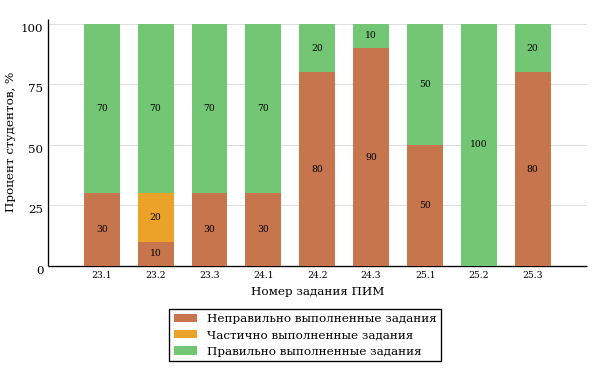 Процент студентов, %
100
75
50
25
0
70 70 70 70 20 10 50 100 20
30 20 30 30 80 90 50 80
10
23.1 23.2 23.3 24.1 24.2 24.3 25.1 25.2 25.3
Номер задания ПИМ
Неправильно выполненные задания
Частично выполненные задания
Правильно выполненные задания